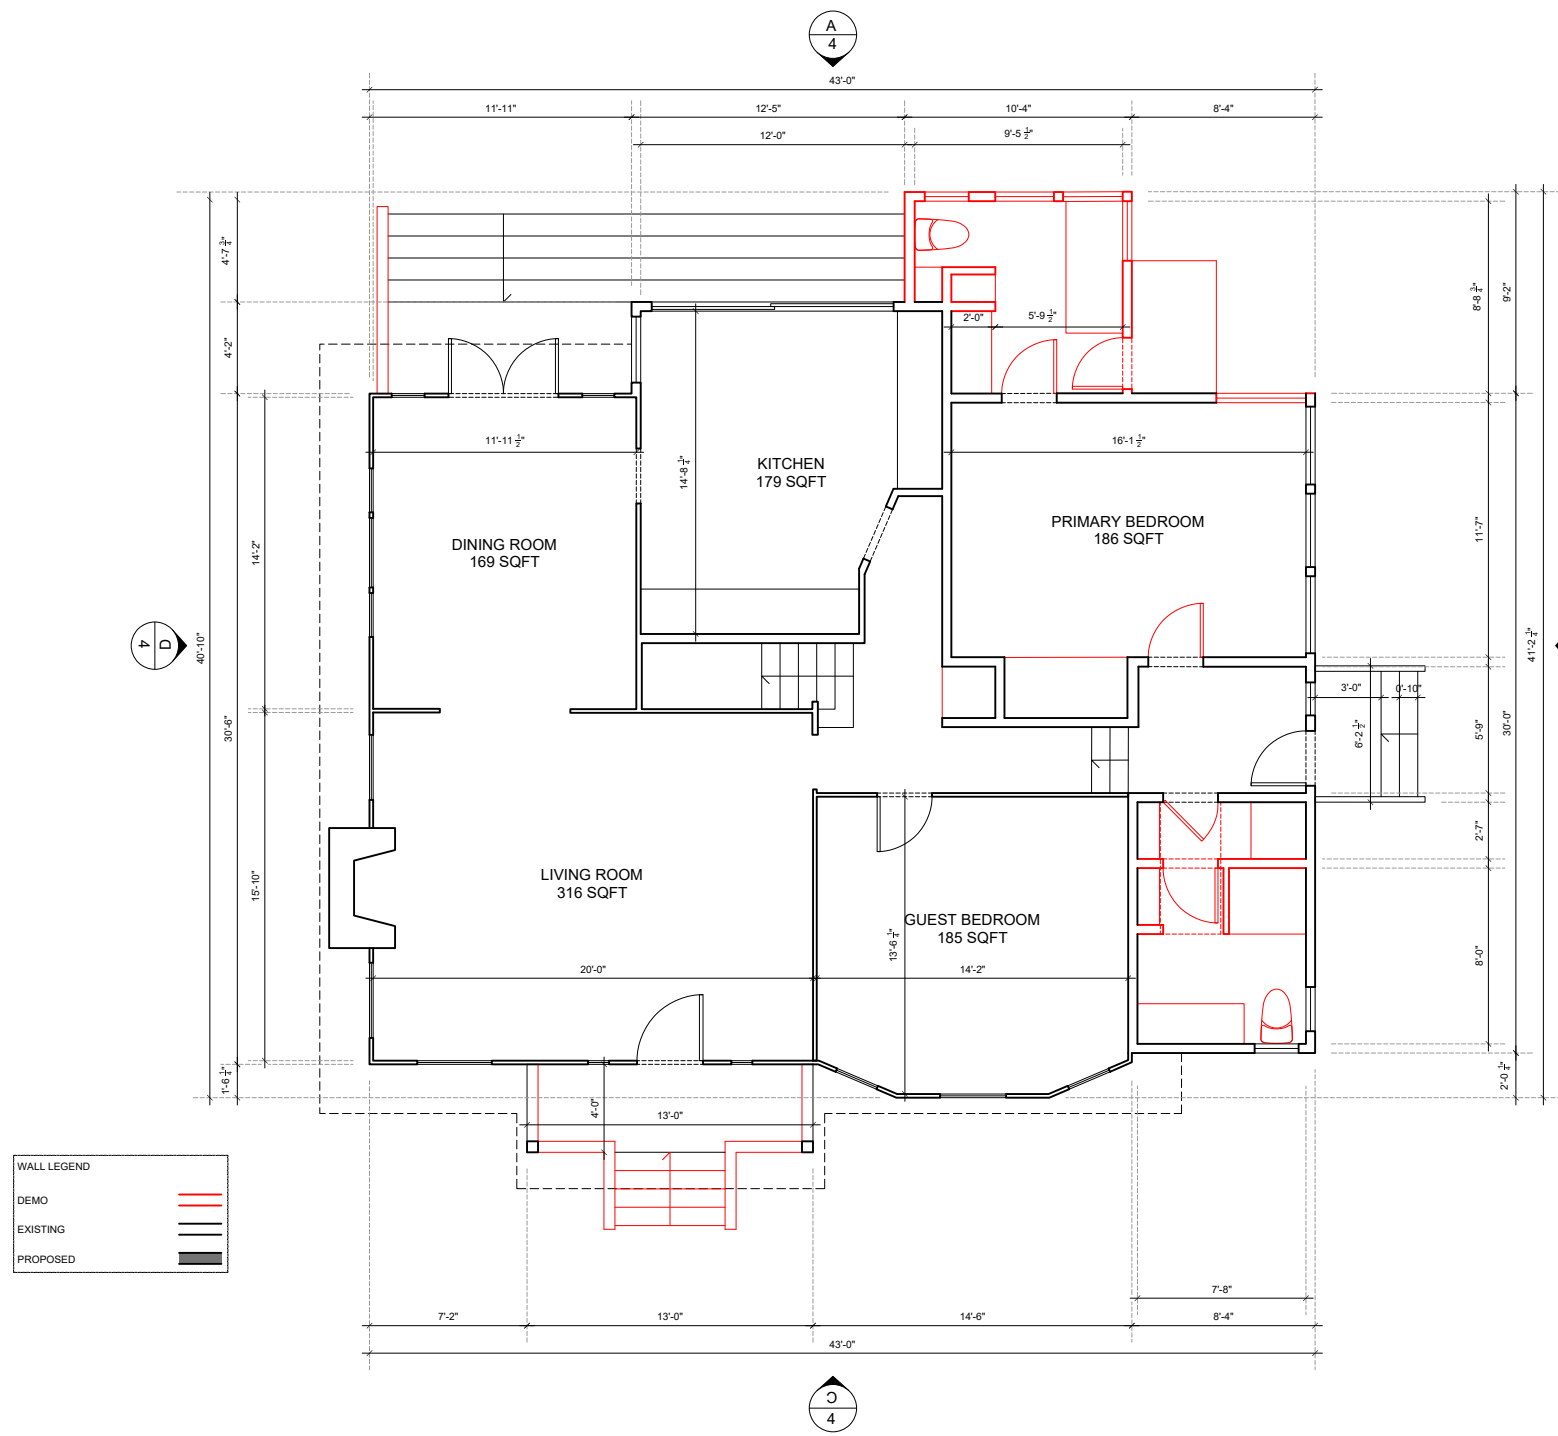 A
4
43'-0"
11'-11"
12'-5"
10'-4"
8'-4"
12'-0"
9'-5 1/2"
4'-7 3/4"
8'-8 3/4"
9'-2"
2'-0"
5'-9 1/2"
4'-2"
11'-11 1/2"
16'-1 1/2"
14'-8 1/4"
KITCHEN
179 SQFT
PRIMARY BEDROOM
186 SQFT
11'-7"
DINING ROOM
169 SQFT
14'-2"
D
4
40'-10"
41'-2 1/4"
3'-0"
0'-10"
6'-2 1/2"
5'-9"
30'-0"
30'-6"
2'-7"
LIVING ROOM
316 SQFT
15'-10"
GUEST BEDROOM
185 SQFT
13'-6 1/4"
8'-0"
20'-0"
14'-2"
1'-6 1/4"
2'-0 1/4"
4'-0"
13'-0"
WALL LEGEND
DEMO
EXISTING
PROPOSED
7'-8"
7'-2"
13'-0"
14'-6"
8'-4"
43'-0"
C
4